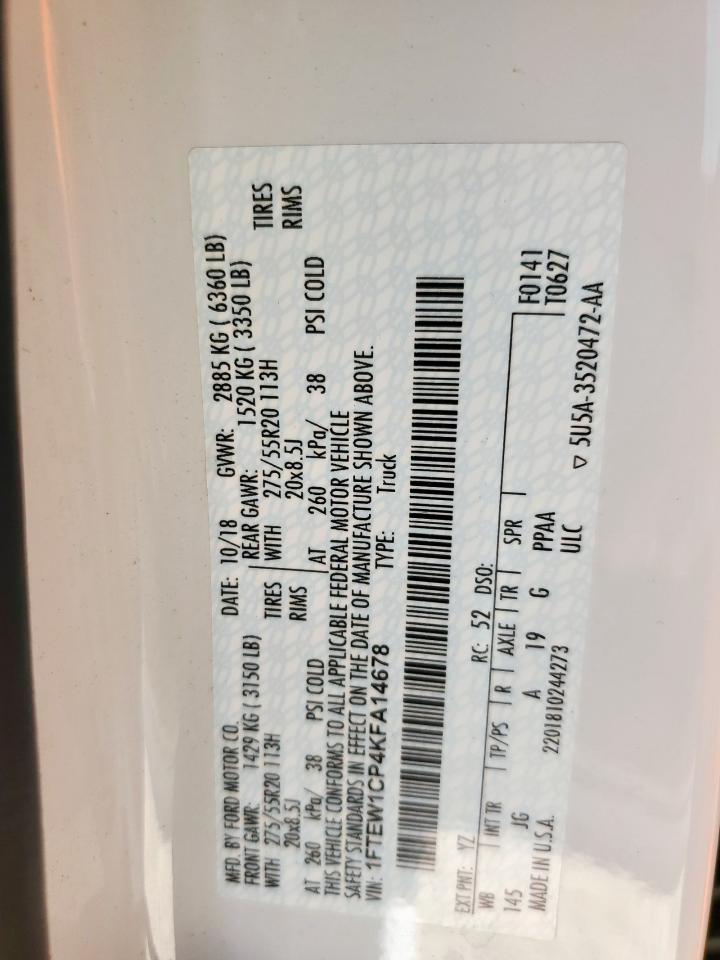 MFD. BY FORD MOTOR CO. DATE: 10/18 GVWR: 2885 KG ( 6360 LB)
FRONT GAWR: 1429 KG ( 3150 LB) REAR GAWR: 1520 KG ( 3350 LB)
WITH 275/55R20 113H TIRES WITH 275/55R20 113H TIRES
20x8.5J RIMS 20x8.5J RIMS
AT 260 kPa/ 38 PSI COLD AT 260 kPa/ 38 PSI COLD
THIS VEHICLE CONFORMS TO ALL APPLICABLE FEDERAL MOTOR VEHICLE
SAFETY STANDARDS IN EFFECT ON THE DATE OF MANUFACTURE SHOWN ABOVE.
VIN: 1FTEW1CP4KFA14678 TYPE: Truck
EXT PNT: YZ RC: 52 DSO:
WB INT TR TP/PS R AXLE TR SPR F0141
145 JG A 19 G PPAA T0627
MADE IN U.S.A. 2201810244273 ULC
▽ 5U5A-3520472-AA